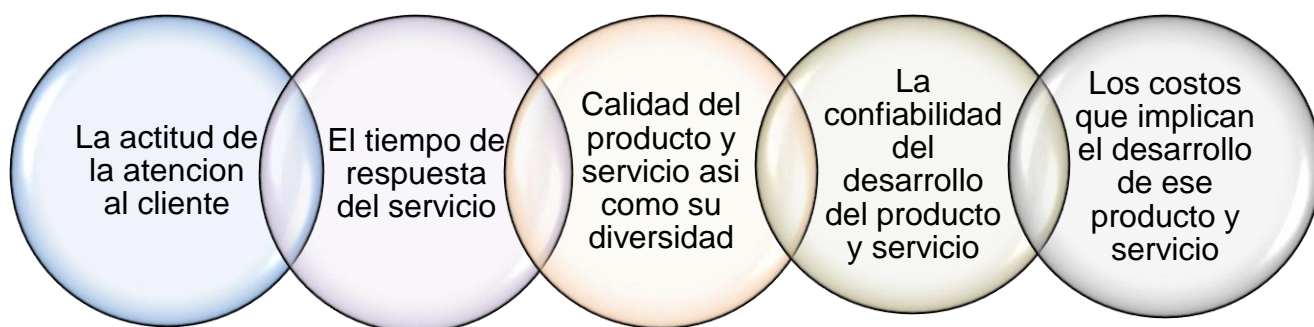 La actitud de
la atencion
al cliente
El tiempo de
respuesta
del servicio
Calidad del
producto y
servicio asi
como su
diversidad
La
confiabilidad
del
desarrollo
del producto
y servicio
Los costos
que implican
el desarrollo
de ese
producto y
servicio